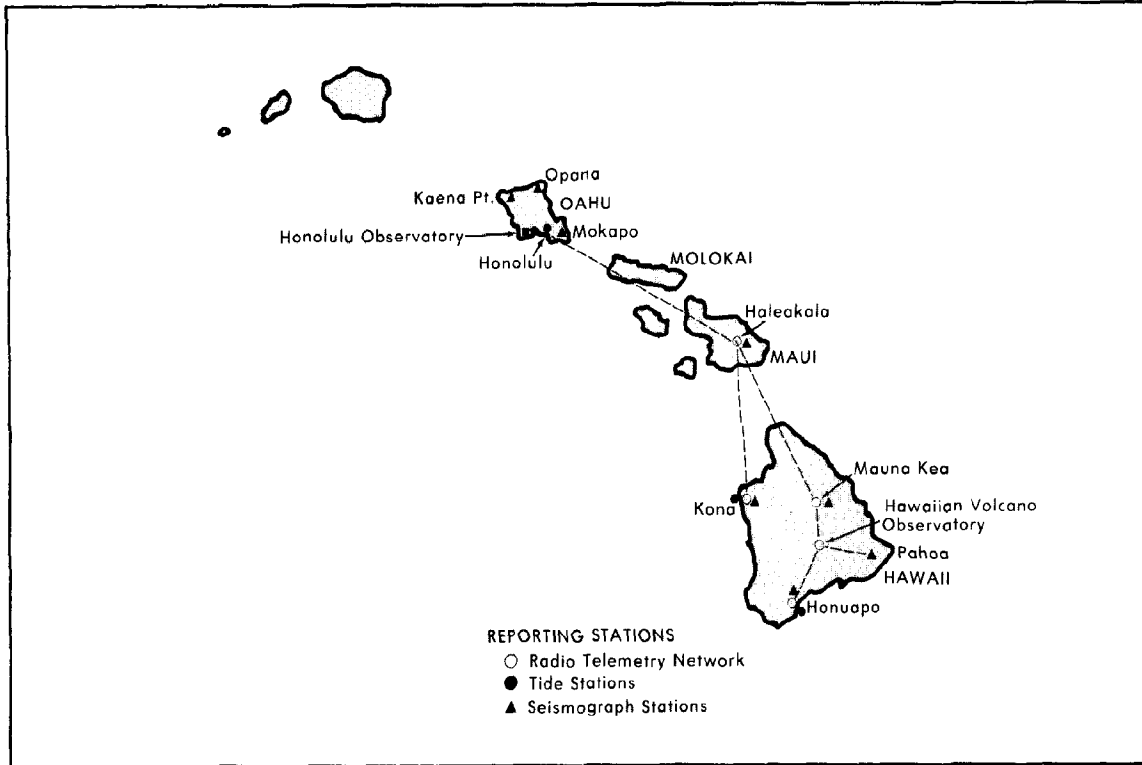 Opana
Kaena Pt.
OAHU
Honolulu Observatory
Mokapo
Honolulu
MOLOKAI
Haleakala
MAUI
Mauna Kea
Kona
Hawaiian Volcano
Observatory
Pahoa
HAWAII
Honuapo
REPORTING STATIONS
Radio Telemetry Network
Tide Stations
Seismograph Stations